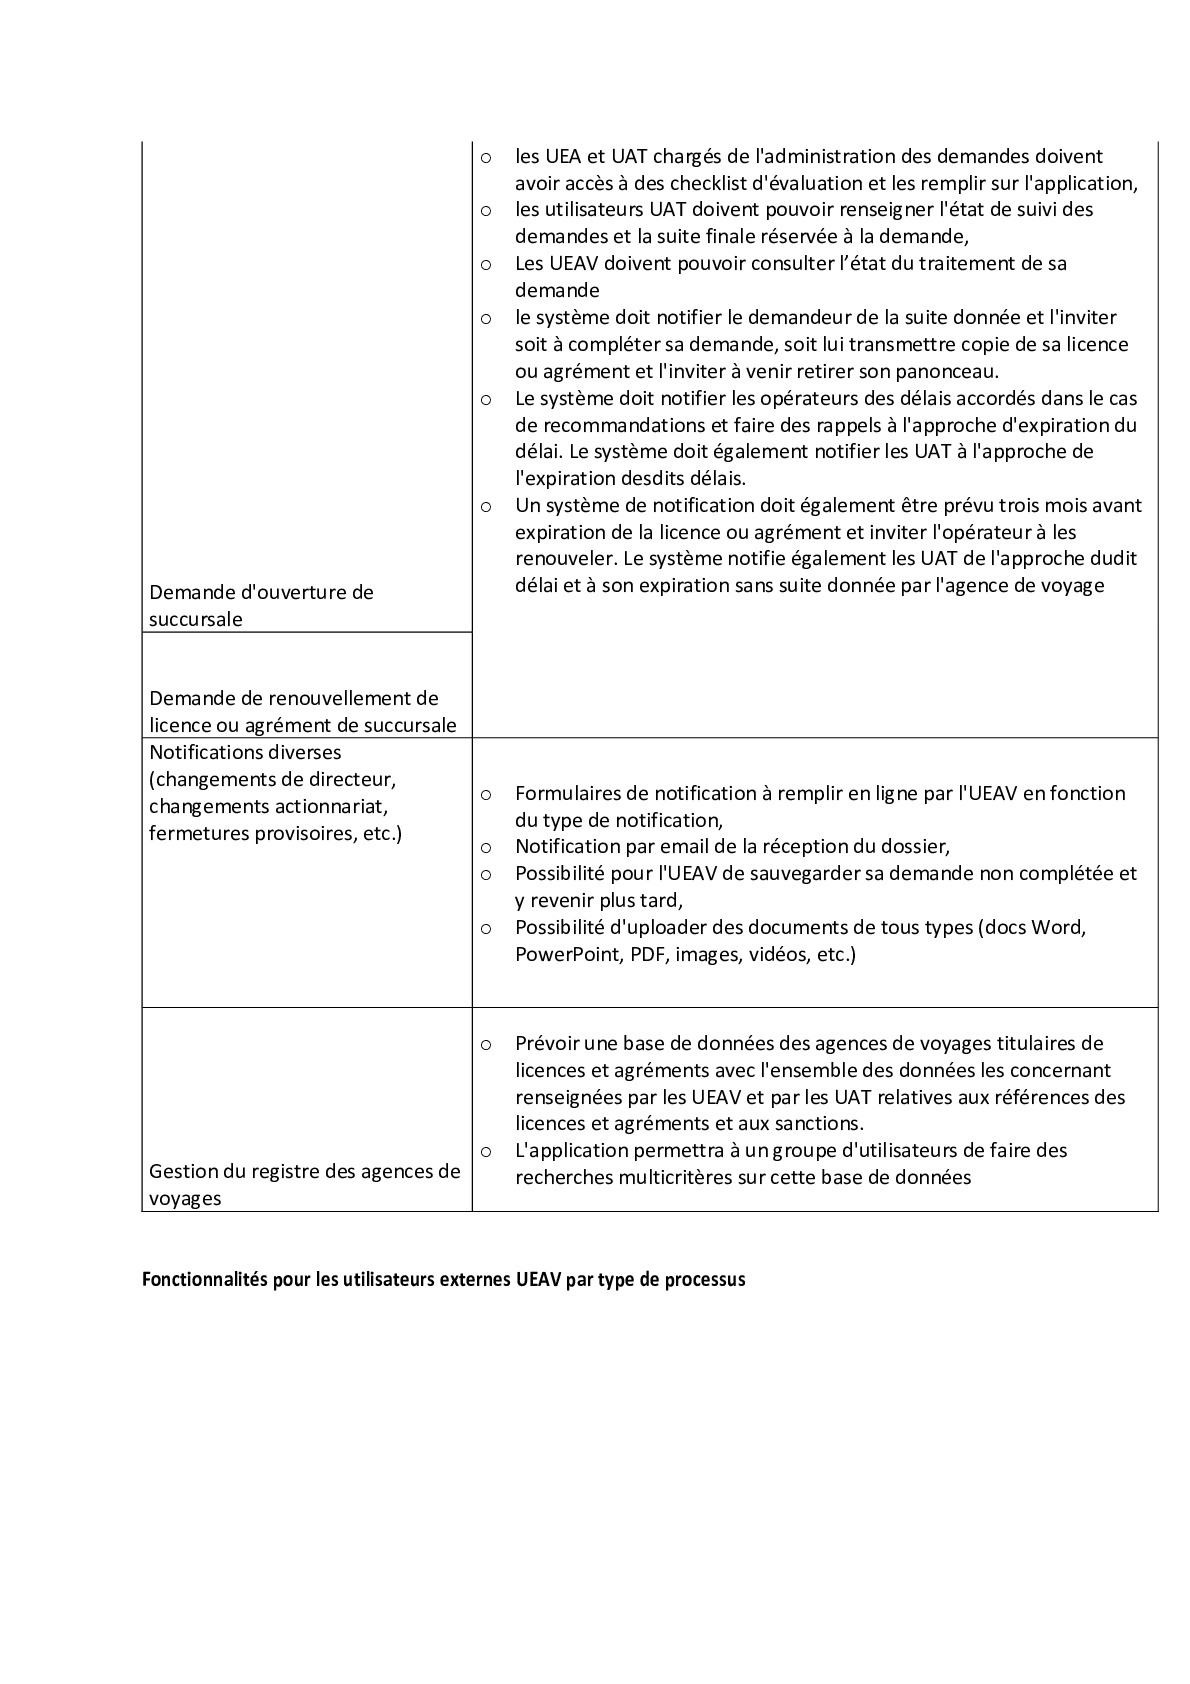 les UEA et UAT chargés de l'administration des demandes doivent
avoir accès à des checklist d'évaluation et les remplir sur l'application,
les utilisateurs UAT doivent pouvoir renseigner l'état de suivi des
demandes et la suite finale réservée à la demande,
Les UEAV doivent pouvoir consulter l’état du traitement de sa
demande
le système doit notifier le demandeur de la suite donnée et l'inviter
soit à compléter sa demande, soit lui transmettre copie de sa licence
ou agrément et l'inviter à venir retirer son panonceau.
Le système doit notifier les opérateurs des délais accordés dans le cas
de recommandations et faire des rappels à l'approche d'expiration du
délai. Le système doit également notifier les UAT à l'approche de
l'expiration desdits délais.
Un système de notification doit également être prévu trois mois avant
expiration de la licence ou agrément et inviter l'opérateur à les
renouveler. Le système notifie également les UAT de l'approche dudit
délai et à son expiration sans suite donnée par l'agence de voyage
Demande d'ouverture de
succursale
Demande de renouvellement de
licence ou agrément de succursale
Notifications diverses
(changements de directeur,
changements actionnariat,
fermetures provisoires, etc.)
Formulaires de notification à remplir en ligne par l'UEAV en fonction
du type de notification,
Notification par email de la réception du dossier,
Possibilité pour l'UEAV de sauvegarder sa demande non complétée et
y revenir plus tard,
Possibilité d'uploader des documents de tous types (docs Word,
PowerPoint, PDF, images, vidéos, etc.)
Prévoir une base de données des agences de voyages titulaires de
licences et agréments avec l'ensemble des données les concernant
renseignées par les UEAV et par les UAT relatives aux références des
licences et agréments et aux sanctions.
L'application permettra à un groupe d'utilisateurs de faire des
recherches multicritères sur cette base de données
Gestion du registre des agences de
voyages
Fonctionnalités pour les utilisateurs externes UEAV par type de processus